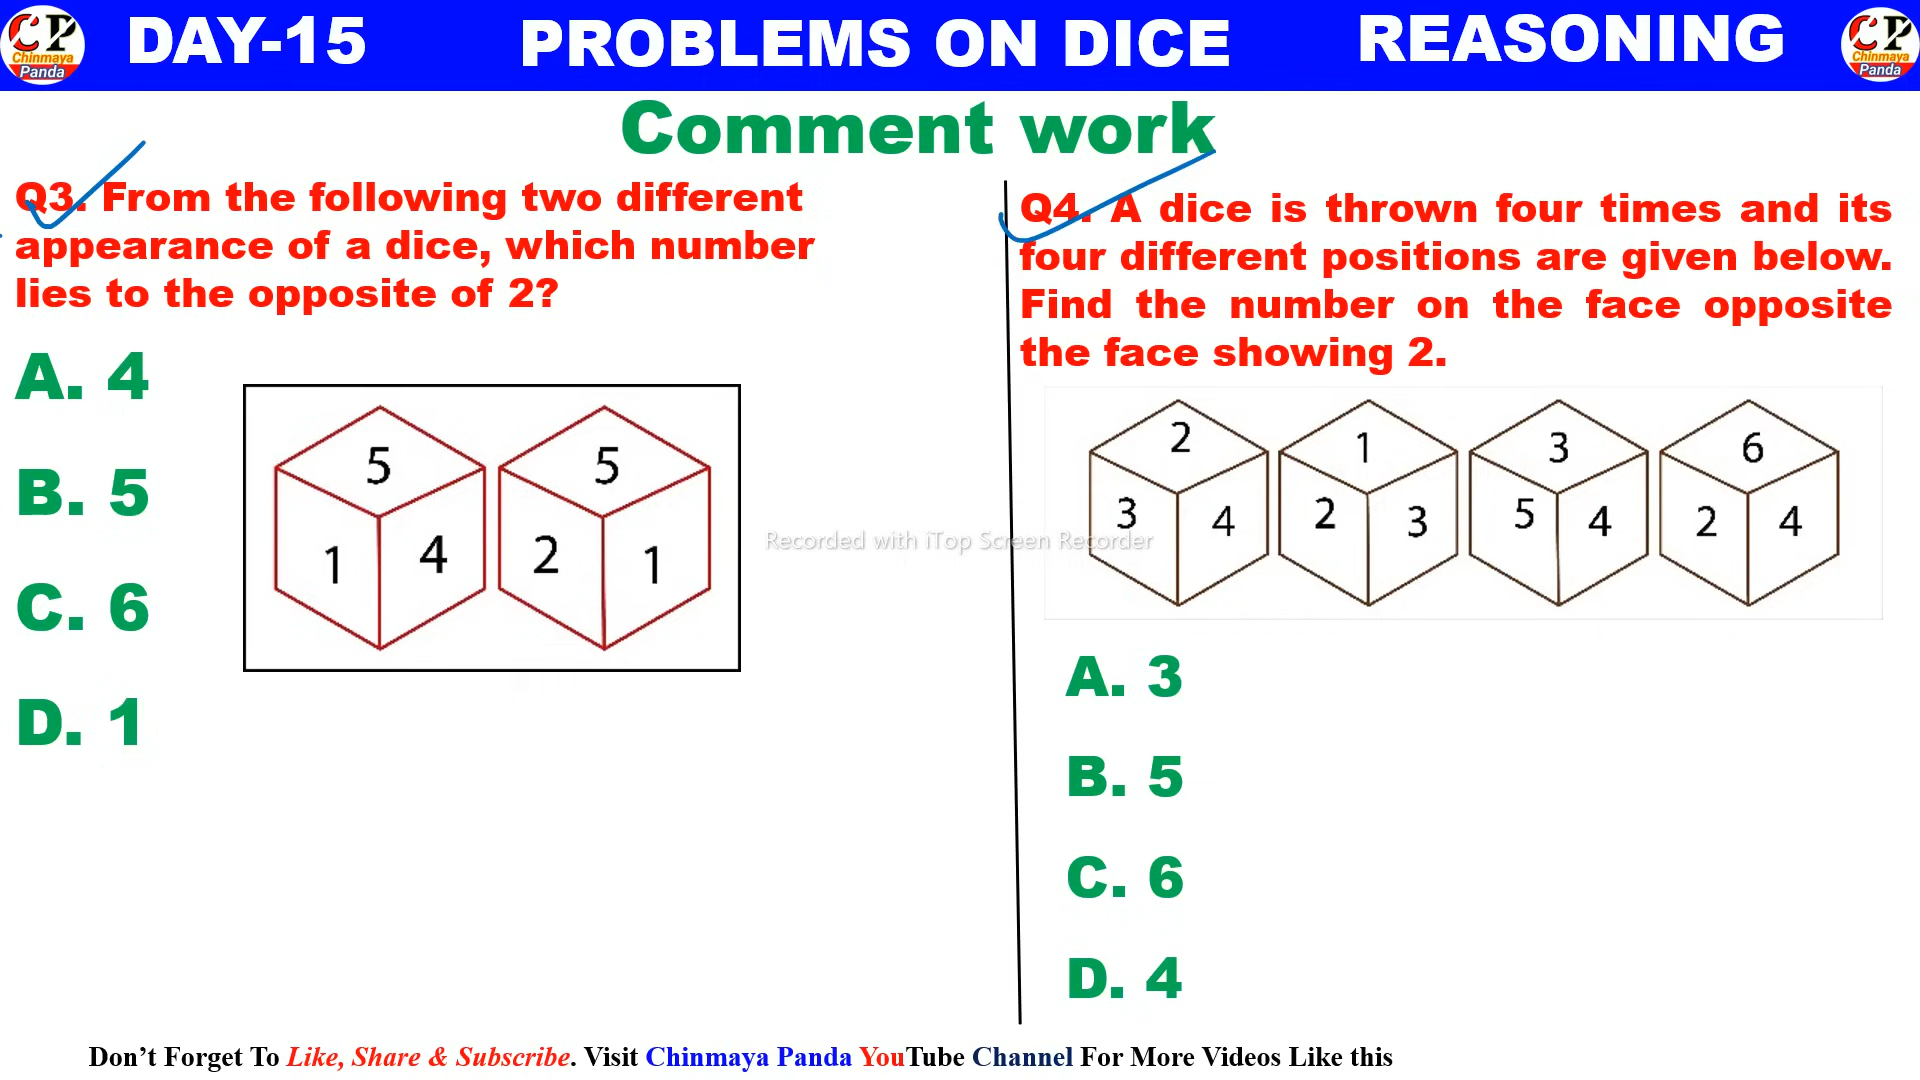 CP
Chinmaya
Panda
DAY-15
PROBLEMS ON DICE
REASONING
CP
Chinmaya
Panda
Comment work
Q3. From the following two different
appearance of a dice, which number
lies to the opposite of 2?
A. 4
B. 5
C. 6
D. 1
5
1
4
5
2
1
Recorded with iTop Screen Recorder
Q4. A dice is thrown four times and its
four different positions are given below.
Find the number on the face opposite
the face showing 2.
2
3
4
1
2
3
3
5
4
6
2
4
A. 3
B. 5
C. 6
D. 4
Don’t Forget To Like, Share & Subscribe. Visit Chinmaya Panda YouTube Channel For More Videos Like this